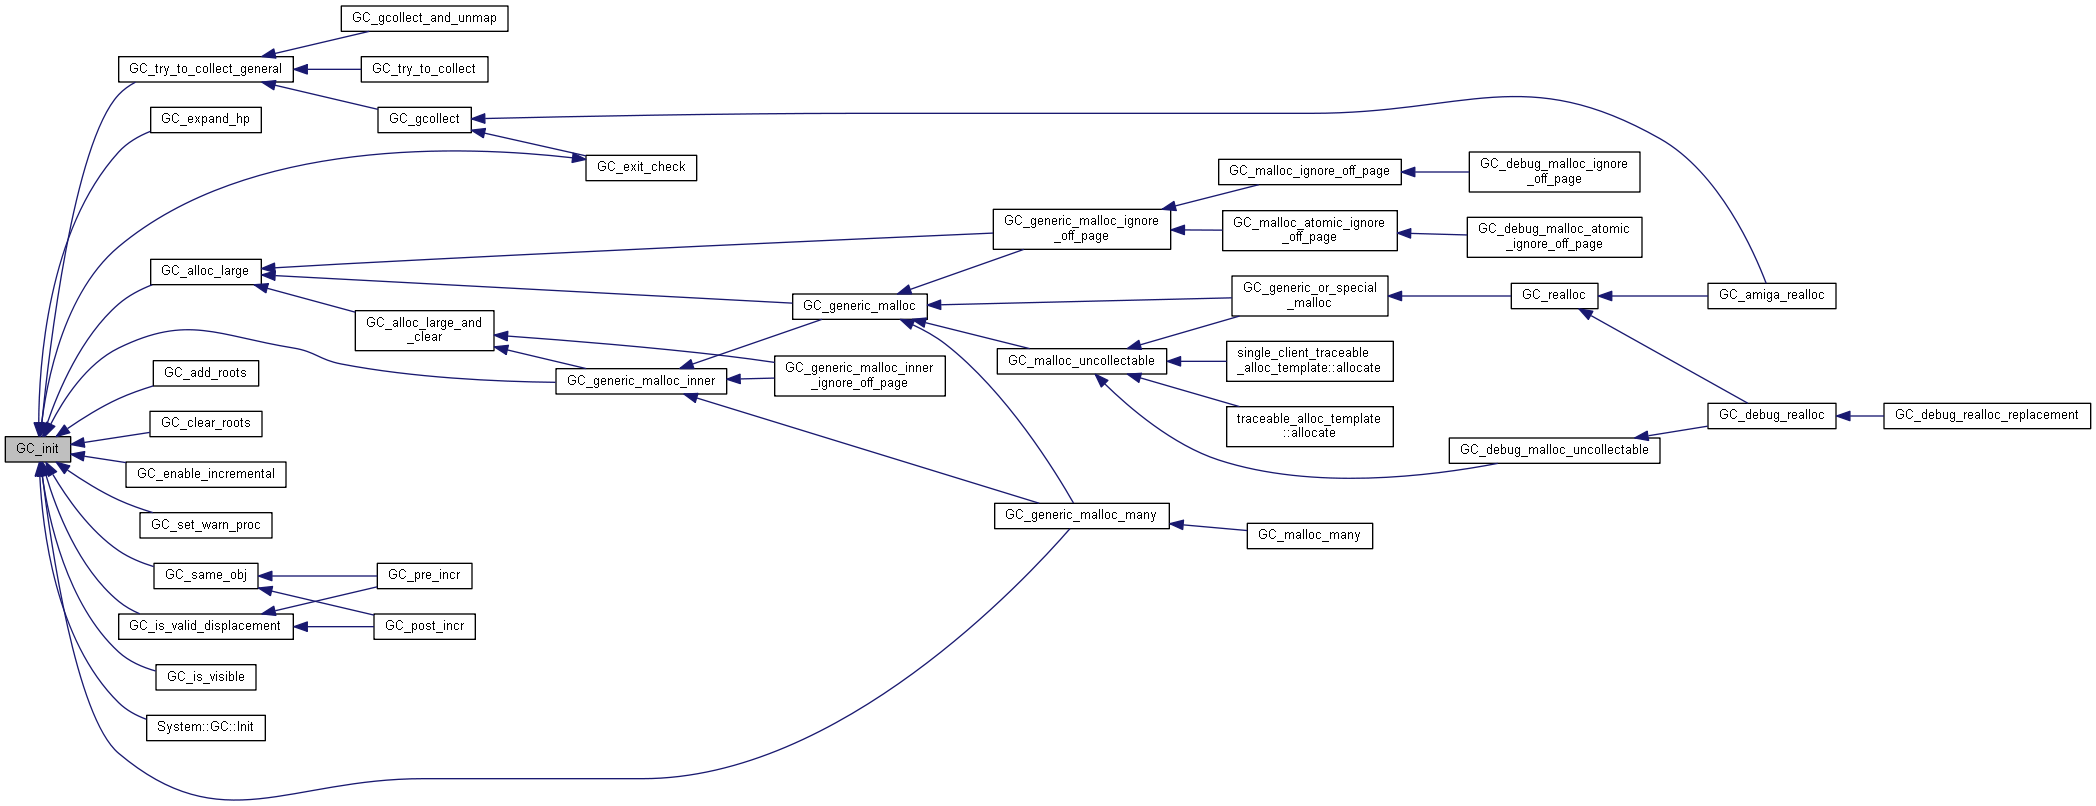 GC_gcollect_and_unmap
GC_try_to_collect_general
GC_try_to_collect
GC_expand_hp
GC_gcollect
GC_exit_check
GC_malloc_ignore_off_page
GC_debug_malloc_ignore
_off_page
GC_generic_malloc_ignore
_off_page
GC_malloc_atomic_ignore
_off_page
GC_debug_malloc_atomic
_ignore_off_page
GC_alloc_large
GC_generic_malloc
GC_generic_or_special
_malloc
GC_realloc
GC_amiga_realloc
GC_alloc_large_and
_clear
GC_malloc_uncollectable
single_client_traceable
_alloc_template::allocate
GC_add_roots
GC_generic_malloc_inner
GC_generic_malloc_inner
_ignore_off_page
GC_clear_roots
traceable_alloc_template
::allocate
GC_debug_realloc
GC_debug_realloc_replacement
GC_init
GC_debug_malloc_uncollectable
GC_enable_incremental
GC_set_warn_proc
GC_generic_malloc_many
GC_malloc_many
GC_same_obj
GC_pre_incr
GC_is_valid_displacement
GC_post_incr
GC_is_visible
System::GC::Init